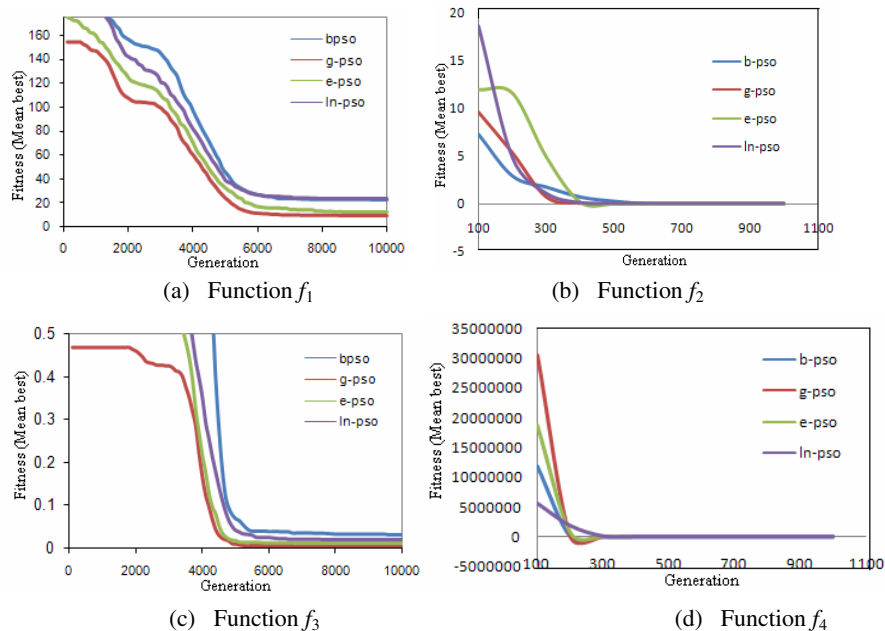 160
140
120
100
80
60
40
20
0
Fitness (Mean best)
0 2000 4000 6000 8000 10000
Generation
bpso
g-pso
e-pso
ln-pso
(a) Function f1
20
15
10
5
0
-5
Fitness (Mean best)
100 300 500 700 900 1100
Generation
b-pso
g-pso
e-pso
ln-pso
(b) Function f2
0.5
0.4
0.3
0.2
0.1
0
Fitness (Mean best)
0 2000 4000 6000 8000 10000
Generation
bpso
g-pso
e-pso
ln-pso
(c) Function f3
35000000
30000000
25000000
20000000
15000000
10000000
5000000
0
-5000000
Fitness (Mean best)
100 300 500 700 900 1100
Generation
b-pso
g-pso
e-pso
ln-pso
(d) Function f4